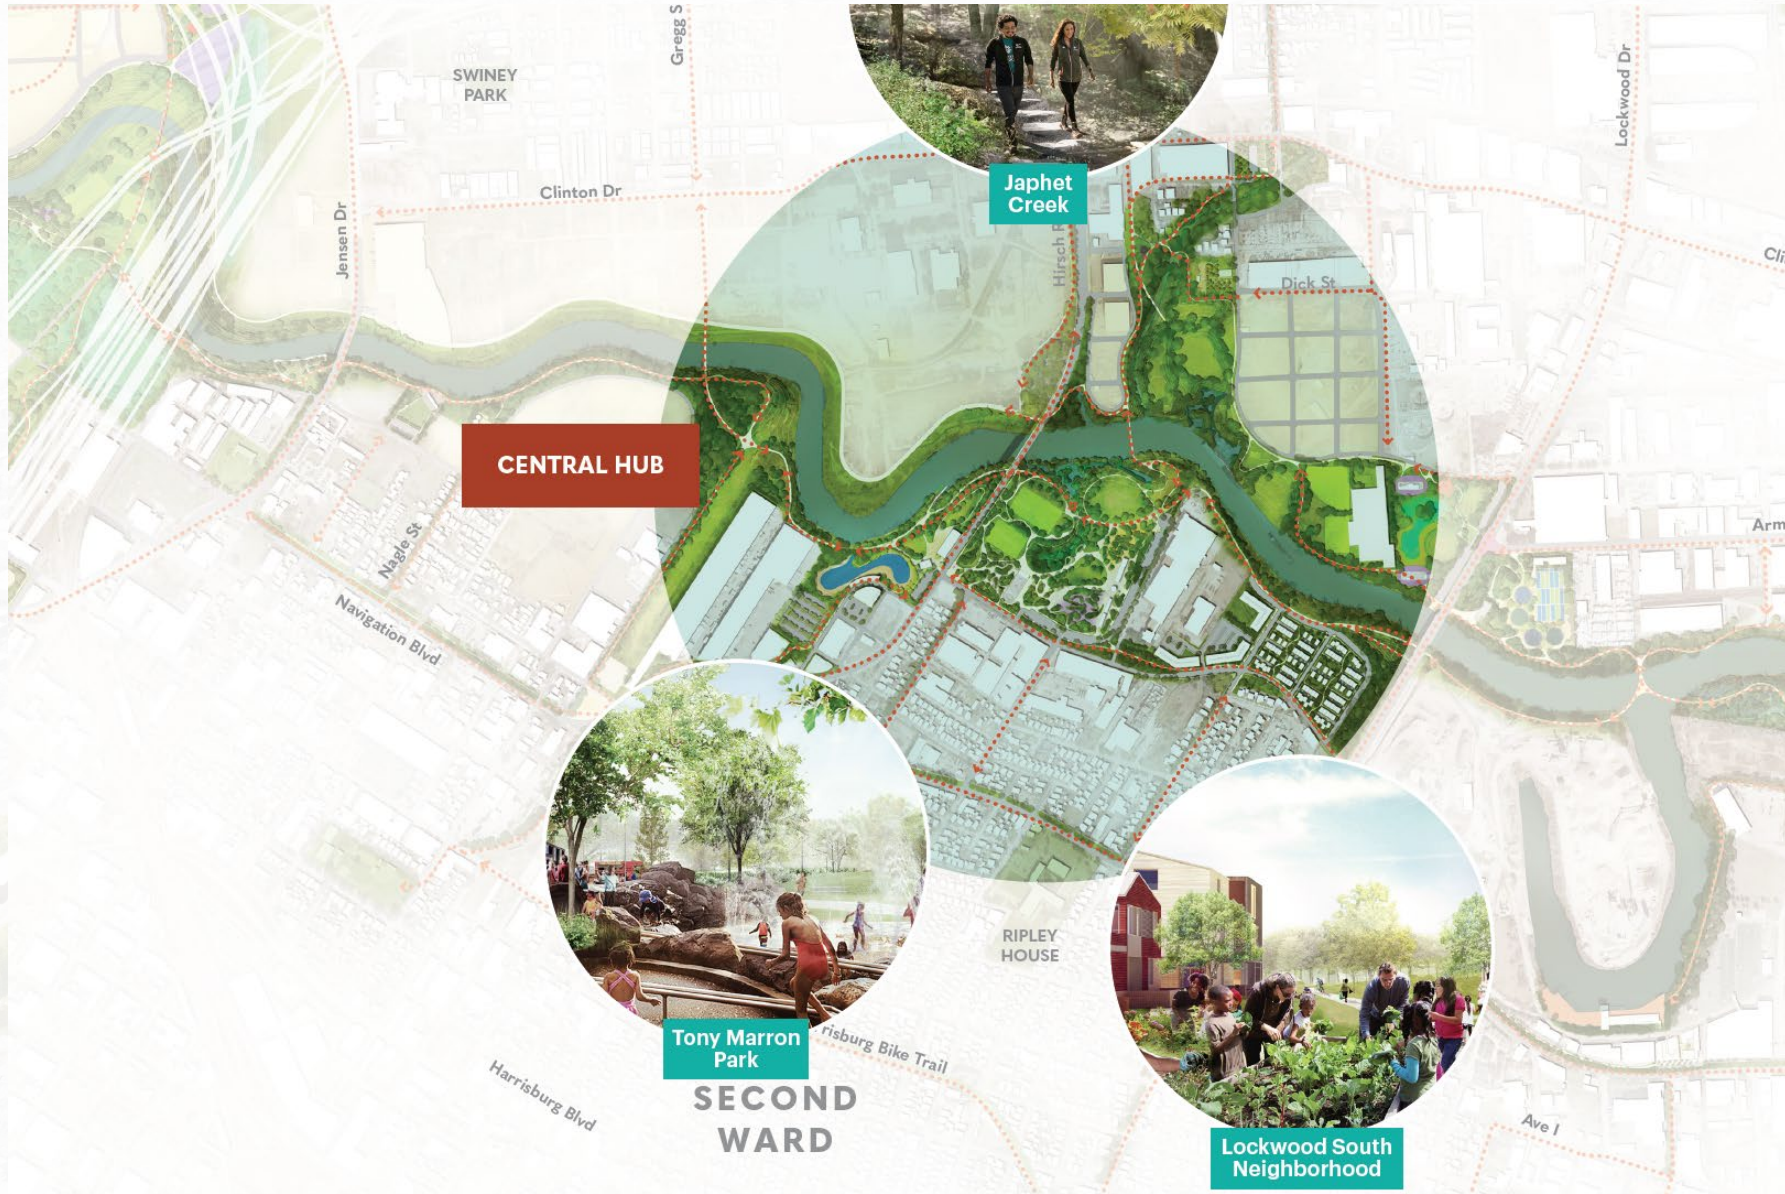 Gregg S
SWINEY
PARK
Lockwood Dr
Clinton Dr
Japhet
Creek
Jensen Dr
Hirsch R
Cli
Dick St
CENTRAL HUB
Arm
Nagle St
Navigation Blvd
RIPLEY
HOUSE
Tony Marron
Park
risburg Bike Trail
Harrisburg Blvd
SECOND
WARD
Ave I
Lockwood South
Neighborhood